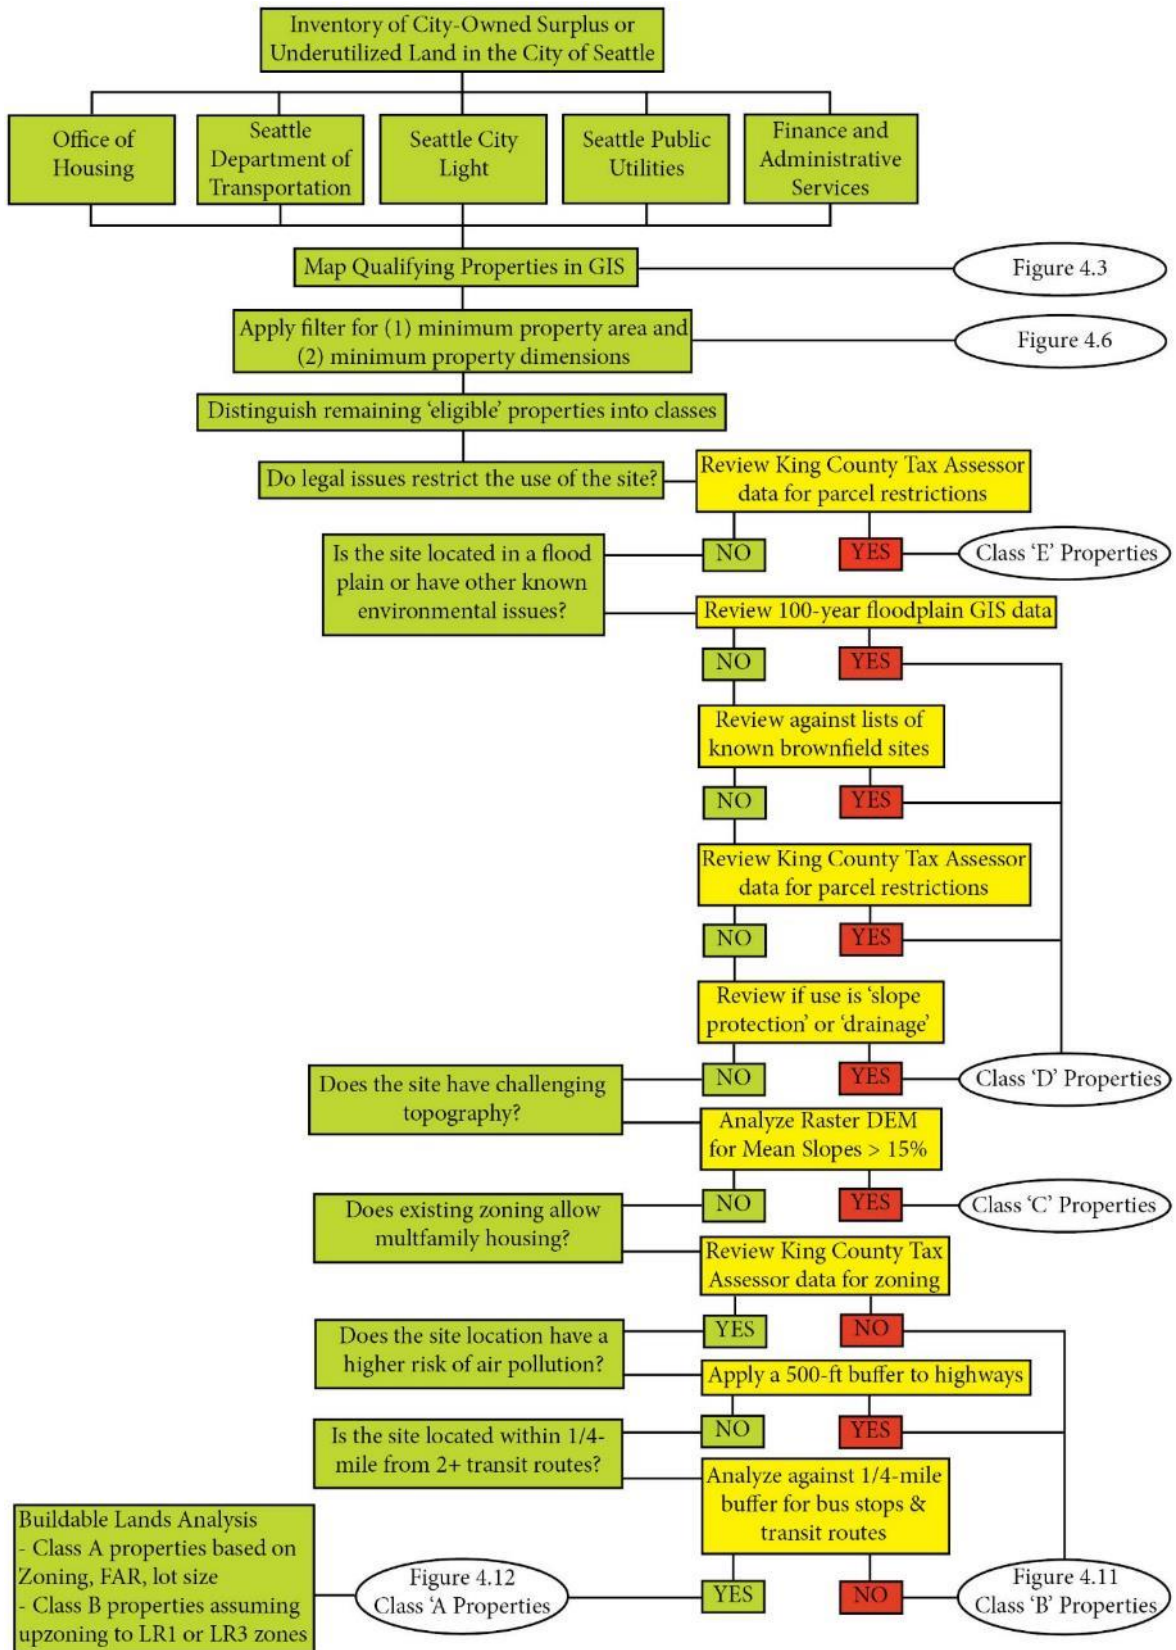 Inventory of City-Owned Surplus or
Underutilized Land in the City of Seattle
Office of
Housing
Seattle
Department of
Transportation
Seattle City
Light
Seattle Public
Utilities
Finance and
Administrative
Services
Map Qualifying Properties in GIS
Figure 4.3
Apply filter for (1) minimum property area and
(2) minimum property dimensions
Figure 4.6
Distinguish remaining ‘eligible’ properties into classes
Do legal issues restrict the use of the site?
Review King County Tax Assessor
data for parcel restrictions
NO
YES
Class ‘E’ Properties
Is the site located in a flood
plain or have other known
environmental issues?
Review 100-year floodplain GIS data
NO
YES
Review against lists of
known brownfield sites
NO
YES
Review King County Tax Assessor
data for parcel restrictions
NO
YES
Review if use is ‘slope
protection’ or ‘drainage’
NO
YES
Class ‘D’ Properties
Does the site have challenging
topography?
Analyze Raster DEM
for Mean Slopes > 15%
NO
YES
Class ‘C’ Properties
Does existing zoning allow
multfamily housing?
Review King County Tax
Assessor data for zoning
YES
NO
Does the site location have a
higher risk of air pollution?
Apply a 500-ft buffer to highways
NO
YES
Is the site located within 1/4-
mile from 2+ transit routes?
Analyze against 1/4-mile
buffer for bus stops &
transit routes
YES
NO
Figure 4.11
Class ‘B’ Properties
Figure 4.12
Class ‘A Properties
Buildable Lands Analysis
- Class A properties based on
Zoning, FAR, lot size
- Class B properties assuming
upzoning to LR1 or LR3 zones